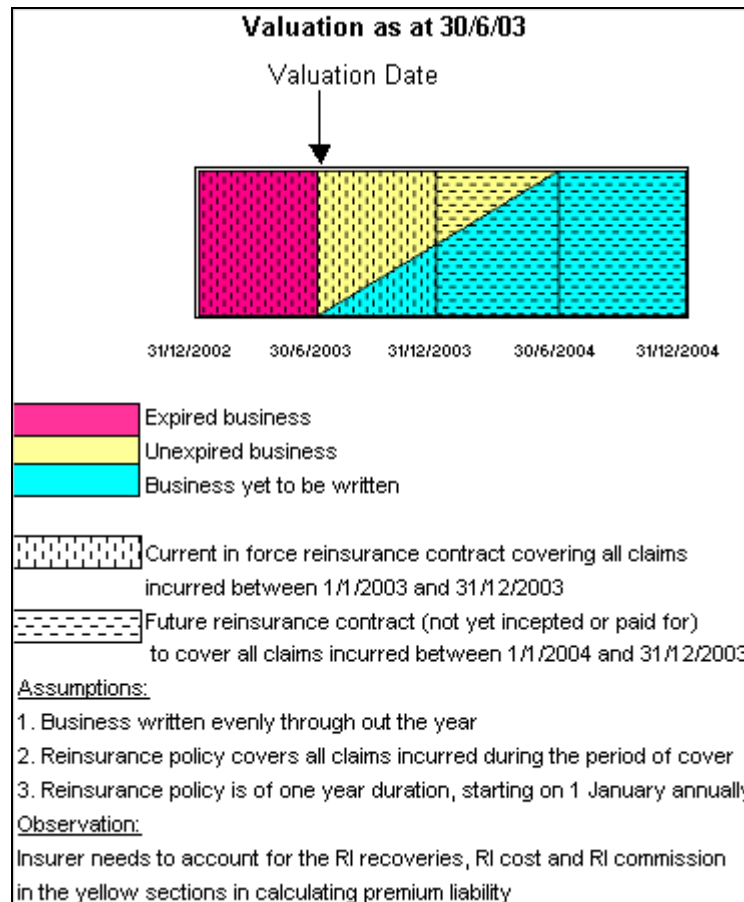 Valuation as at 30/6/03
Valuation Date
31/12/2002 30/6/2003 31/12/2003 30/6/2004 31/12/2004
Expired business
Unexpired business
Business yet to be written
Current in force reinsurance contract covering all claims
incurred between 1/1/2003 and 31/12/2003
Future reinsurance contract (not yet incepted or paid for)
to cover all claims incurred between 1/1/2004 and 31/12/2003
Assumptions:
1. Business written evenly through out the year
2. Reinsurance policy covers all claims incurred during the period of cover
3. Reinsurance policy is of one year duration, starting on 1 January annually
Observation:
Insurer needs to account for the RI recoveries, RI cost and RI commission
in the yellow sections in calculating premium liability